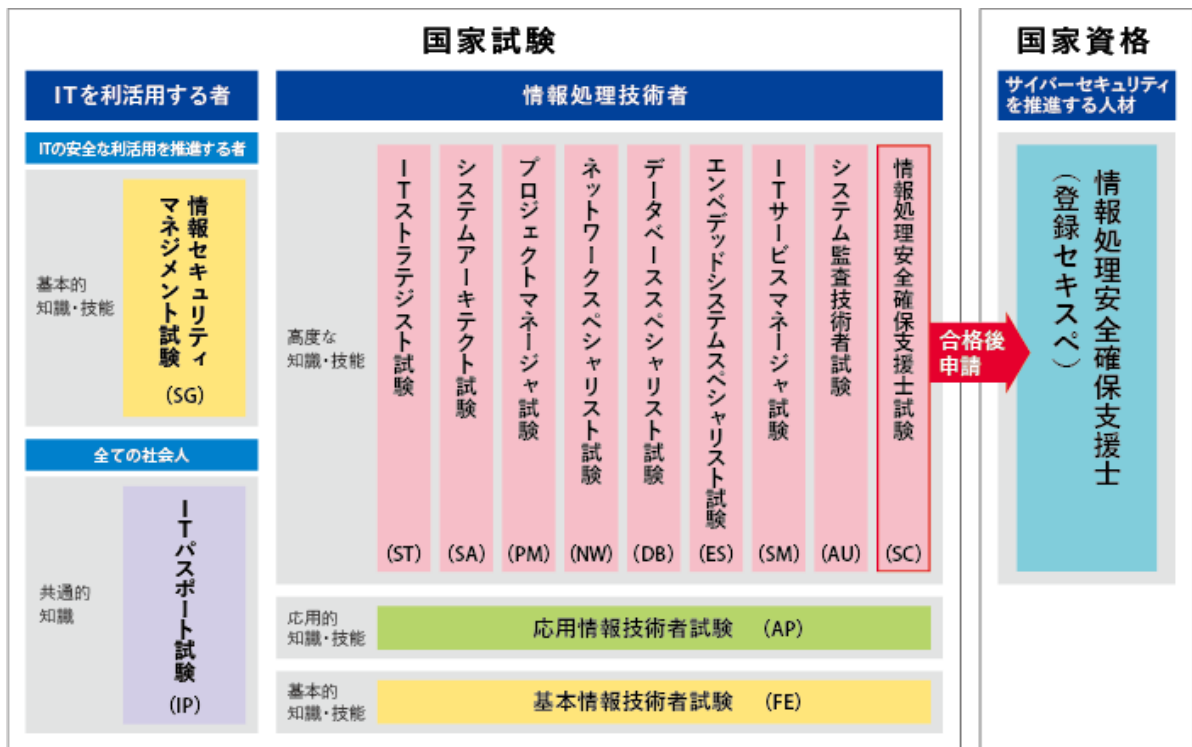 国家試験
ITを利活用する者
ITの安全な利活用を推進する者
基本的
知識・技能
情報セキュリティ
マネジメント試験
(SG)
全ての社会人
共通的
知識
ITパスポート試験
(IP)
情報処理技術者
高度な
知識・技能
ITストラテジスト試験
(ST)
システムアーキテクト試験
(SA)
プロジェクトマネージャ試験
(PM)
ネットワークスペシャリスト試験
(NW)
データベーススペシャリスト試験
(DB)
エンベデッドシステムスペシャリスト試験
(ES)
ITサービスマネージャ試験
(SM)
システム監査技術者試験
(AU)
情報処理安全確保支援士試験
(SC)
応用的
知識・技能
応用情報技術者試験 (AP)
基本的
知識・技能
基本情報技術者試験 (FE)
合格後
申請
国家資格
サイバーセキュリティ
を推進する人材
情報処理安全確保支援士
(登録セキスペ)